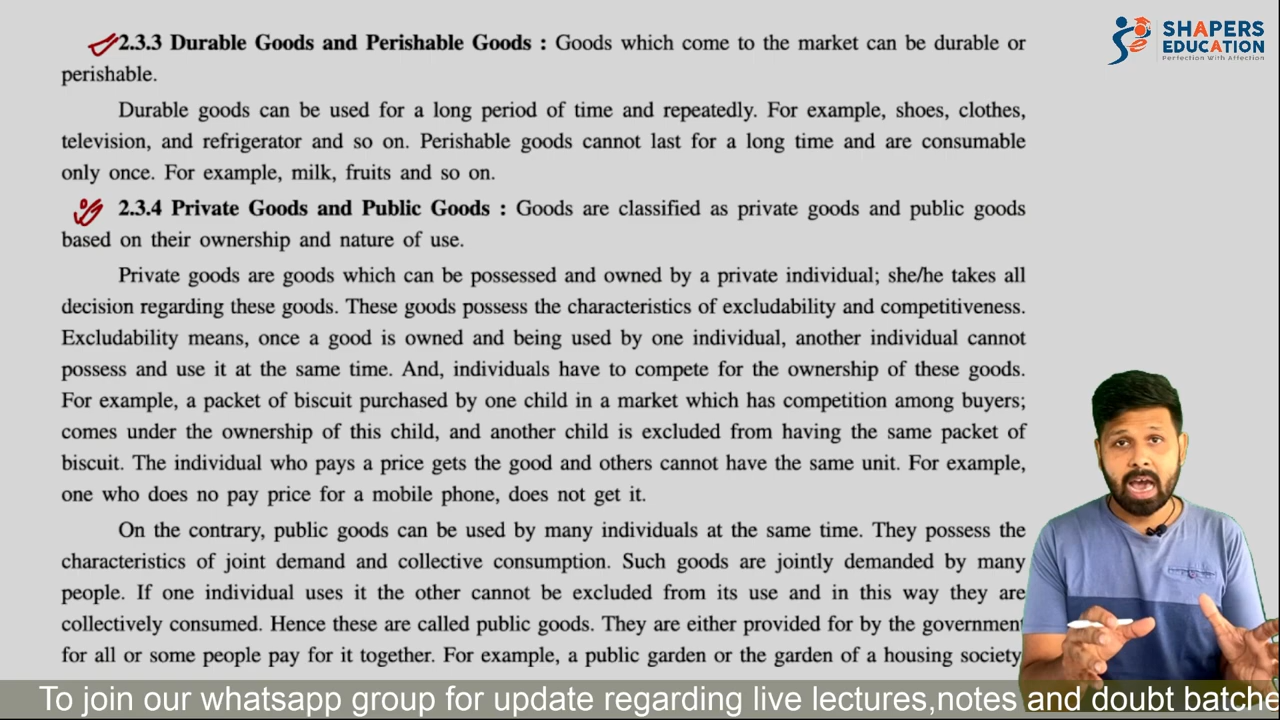 SHAPERS
EDUCATION
Perfection With Affection
2.3.3 Durable Goods and Perishable Goods : Goods which come to the market can be durable or
perishable.
Durable goods can be used for a long period of time and repeatedly. For example, shoes, clothes,
television, and refrigerator and so on. Perishable goods cannot last for a long time and are consumable
only once. For example, milk, fruits and so on.
2.3.4 Private Goods and Public Goods : Goods are classified as private goods and public goods
based on their ownership and nature of use.
Private goods are goods which can be possessed and owned by a private individual; she/he takes all
decision regarding these goods. These goods possess the characteristics of excludability and competitiveness.
Excludability means, once a good is owned and being used by one individual, another individual cannot
possess and use it at the same time. And, individuals have to compete for the ownership of these goods.
For example, a packet of biscuit purchased by one child in a market which has competition among buyers;
comes under the ownership of this child, and another child is excluded from having the same packet of
biscuit. The individual who pays a price gets the good and others cannot have the same unit. For example,
one who does no pay price for a mobile phone, does not get it.
On the contrary, public goods can be used by many individuals at the same time. They possess the
characteristics of joint demand and collective consumption. Such goods are jointly demanded by many
people. If one individual uses it the other cannot be excluded from its use and in this way they are
collectively consumed. Hence these are called public goods. They are either provided for by the government
for all or some people pay for it together. For example, a public garden or the garden of a housing society
To join our whatsapp group for update regarding live lectures,notes and doubt batche